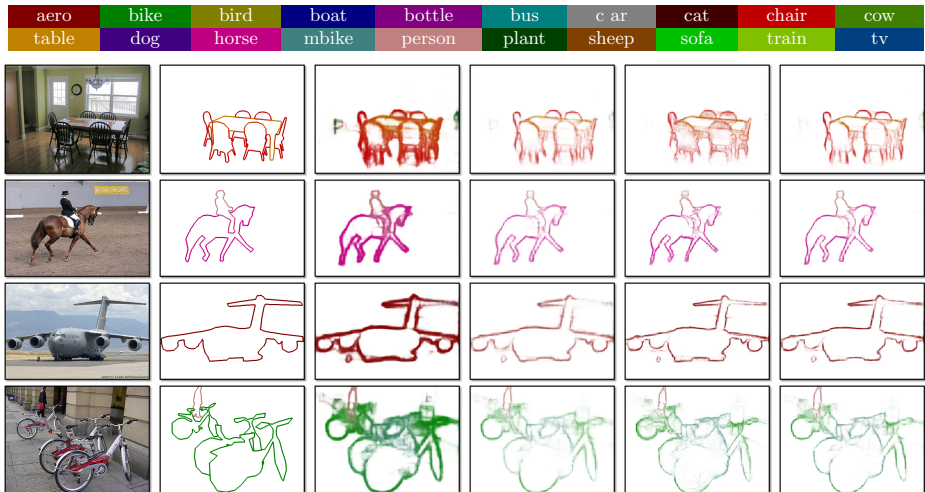 aero bike bird boat bottle bus c ar cat chair cow
table dog horse mbike person plant sheep sofa train tv